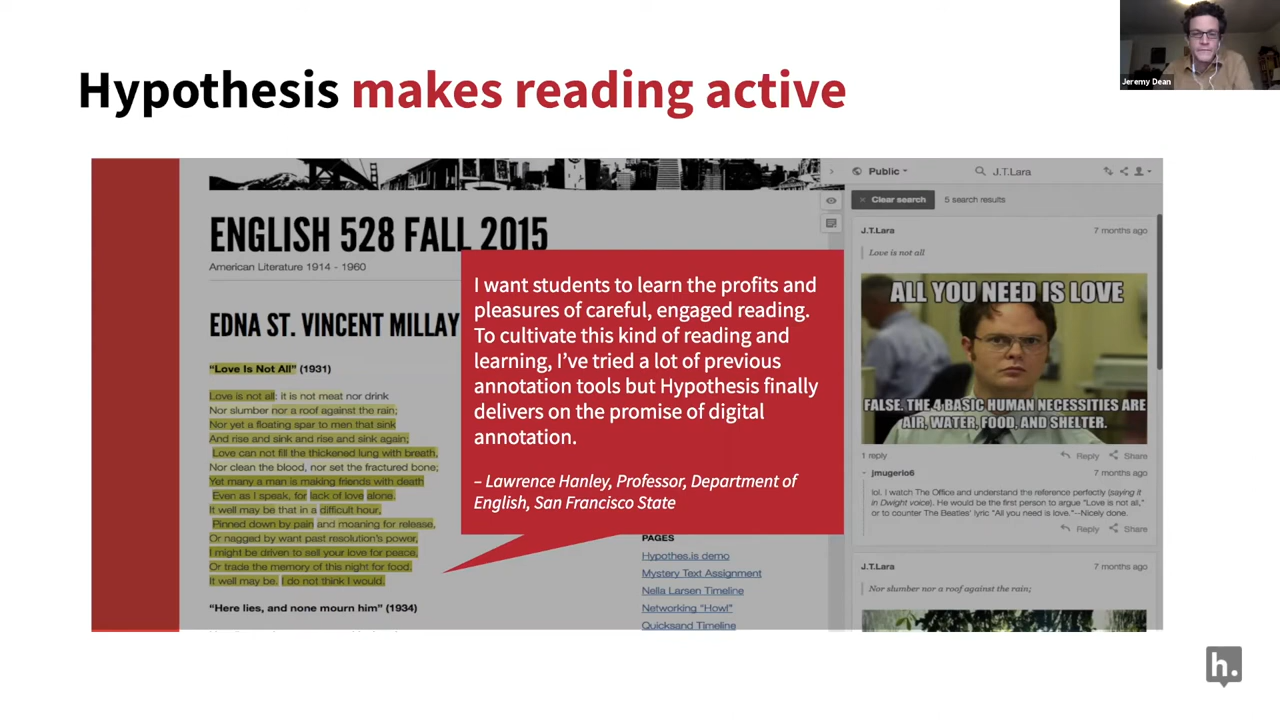 Hypothesis makes reading active
Jeremy Dean
ENGLISH 528 FALL 2015
American Literature 1914 - 1960
EDNA ST. VINCENT MILLAY
"Love Is Not All" (1931)
Love is not all: it is not meat nor drink
Nor slumber nor a roof against the rain;
Nor yet a floating spar to men that sink
And rise and sink and rise and sink again;
Love can not fill the thickened lung with breath,
Nor clean the blood, nor set the fractured bone;
Yet many a man is making friends with death
Even as I speak, for lack of love alone.
It well may be that in a difficult hour,
Pinned down by pain and moaning for release,
Or nagged by want past resolution's power,
I might be driven to sell your love for peace,
Or trade the memory of this night for food.
It well may be. I do not think I would.
"Here lies, and none mourn him" (1934)
I want students to learn the profits and
pleasures of careful, engaged reading.
To cultivate this kind of reading and
learning, I've tried a lot of previous
annotation tools but Hypothesis finally
delivers on the promise of digital
annotation.
– Lawrence Hanley, Professor, Department of
English, San Francisco State
PAGES
Hypothes.is demo
Mystery Text Assignment
Nella Larsen Timeline
Networking "Howl"
Quicksand Timeline
Public
J.T.Lara
Clear search
5 search results
J.T.Lara
7 months ago
Love is not all
ALL YOU NEED IS LOVE
FALSE. THE 4 BASIC HUMAN NECESSITIES ARE
AIR, WATER, FOOD, AND SHELTER.
1 reply
Reply
Share
jmugerio6
7 months ago
lol. I watch The Office and understand the reference perfectly (saying it
in Dwight voice). He would be the first person to argue "Love is not all,"
or to counter The Beatles' lyric "All you need is love."--Nicely done.
Reply
Share
J.T.Lara
7 months ago
Nor slumber nor a roof against the rain;
h.